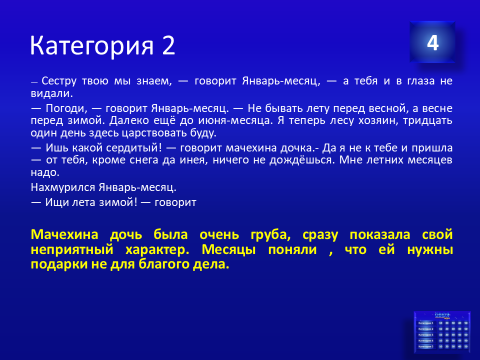 Категория 2
4
— Сестру твою мы знаем, — говорит Январь-месяц, — а тебя и в глаза не
видали.
— Погоди, — говорит Январь-месяц. — Не бывать лету перед весной, а весне
перед зимой. Далеко ещё до июня-месяца. Я теперь лесу хозяин, тридцать
один день здесь царствовать буду.
— Ишь какой сердитый! — говорит мачехина дочка.- Да я не к тебе и пришла
— от тебя, кроме снега да инея, ничего не дождёшься. Мне летних месяцев
надо.
Нахмурился Январь-месяц.
— Ищи лета зимой! — говорит
Мачехина дочь была очень груба, сразу показала свой
неприятный характер. Месяцы поняли , что ей нужны
подарки не для благого дела.